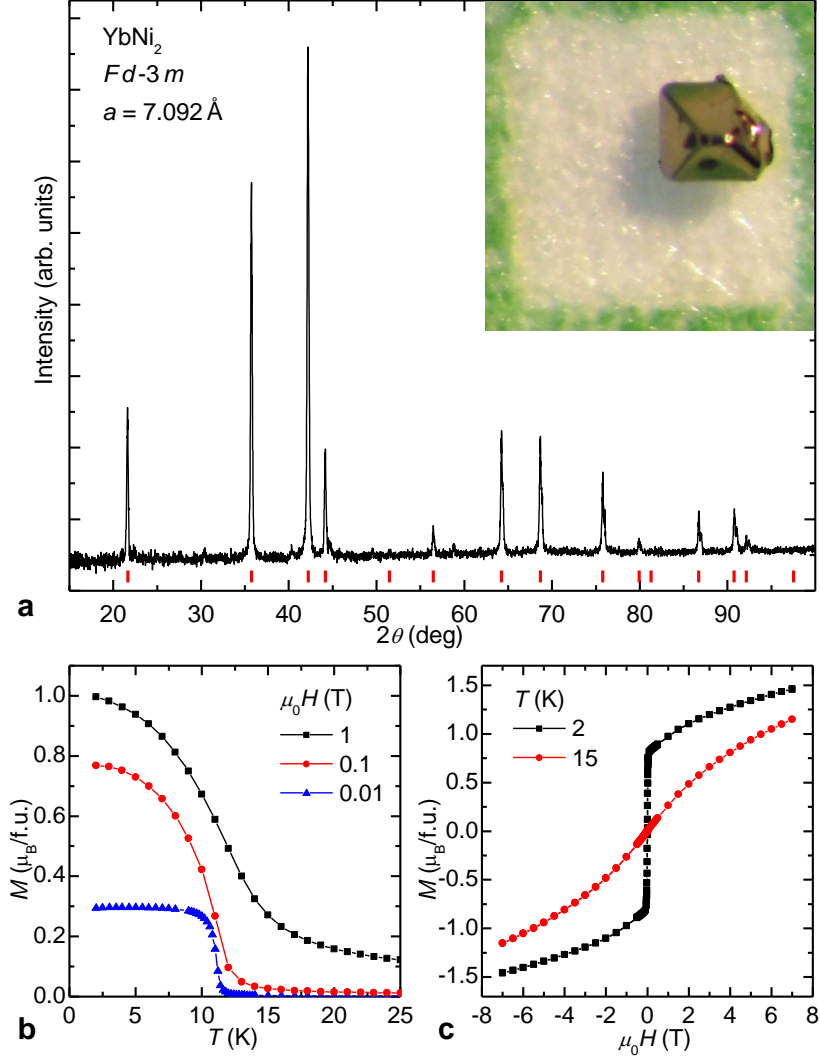 YbNi₂
Fd-3m
a = 7.092 Å
Intensity (arb. units)
20 30 40 50 60 70 80 90
2θ (deg)
a
μ₀H (T)
1
0.1
0.01
M (μB/f.u.)
1.0
0.8
0.6
0.4
0.2
0.0
0 5 10 15 20 25
T (K)
b
T (K)
2
15
M (μB/f.u.)
1.5
1.0
0.5
0.0
-0.5
-1.0
-1.5
-8 -6 -4 -2 0 2 4 6 8
μ₀H (T)
c